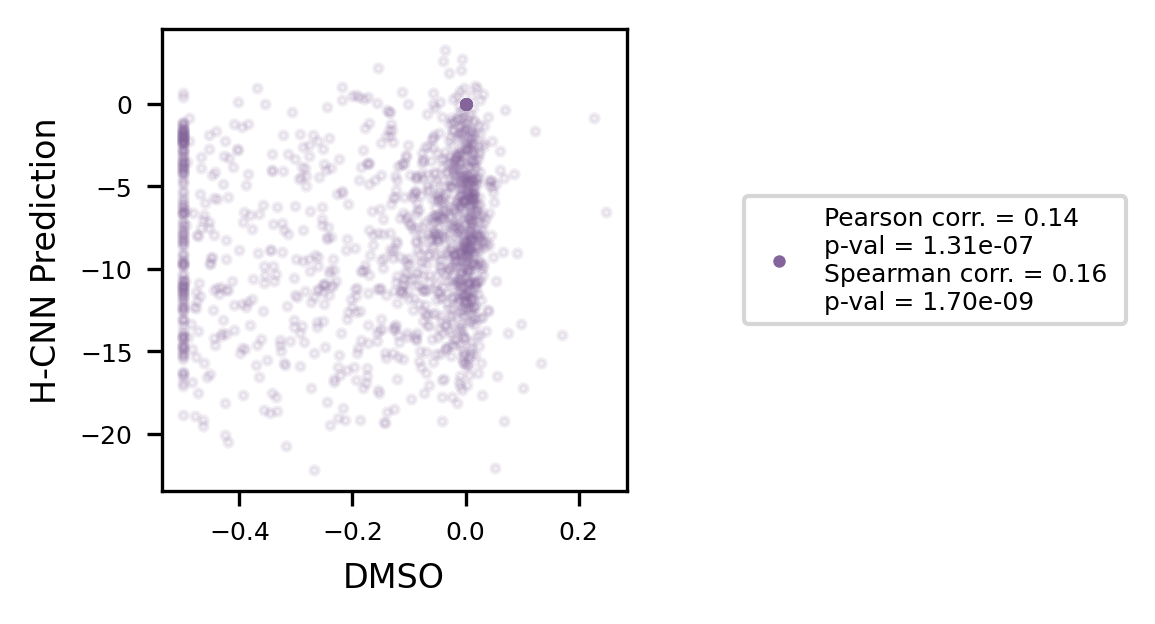 H-CNN Prediction
0
−5
−10
−15
−20
−0.4
−0.2
0.0
0.2
DMSO
Pearson corr. = 0.14
p-val = 1.31e-07
Spearman corr. = 0.16
p-val = 1.70e-09